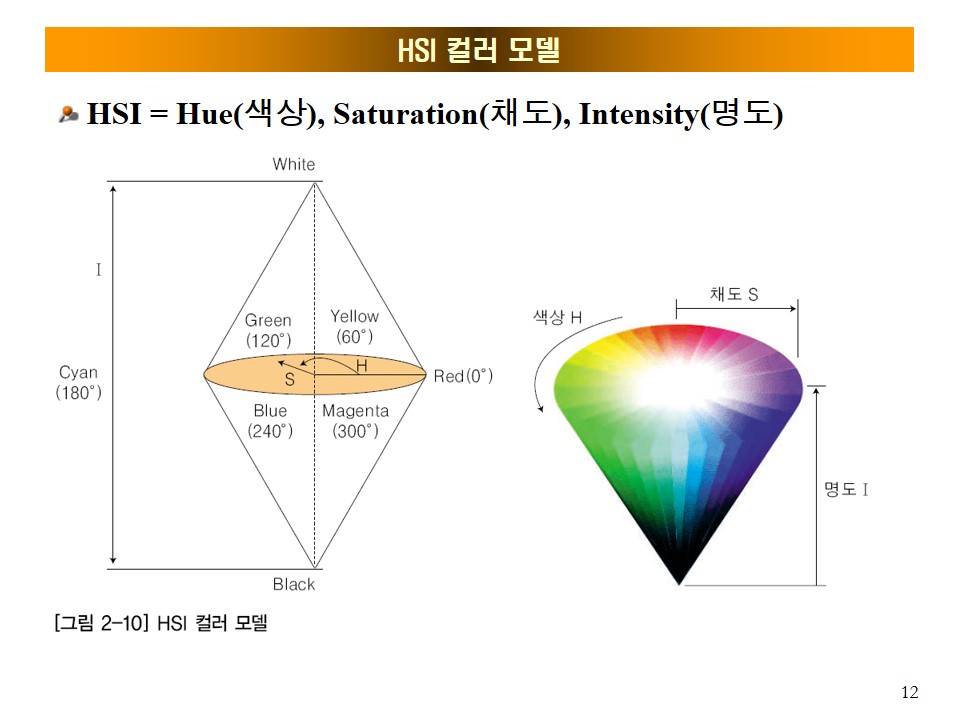 HSI 컬러 모델
HSI = Hue(색상), Saturation(채도), Intensity(명도)
White
I
Green
(120°)
Yellow
(60°)
H
S
Red(0°)
Cyan
(180°)
Blue
(240°)
Magenta
(300°)
Black
채도 S
색상 H
명도 I
[그림 2-10] HSI 컬러 모델
12